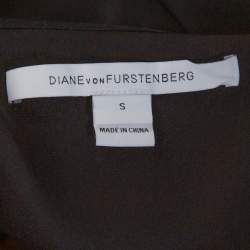 DIANE VON FURSTENBERG
S
MADE IN CHINA